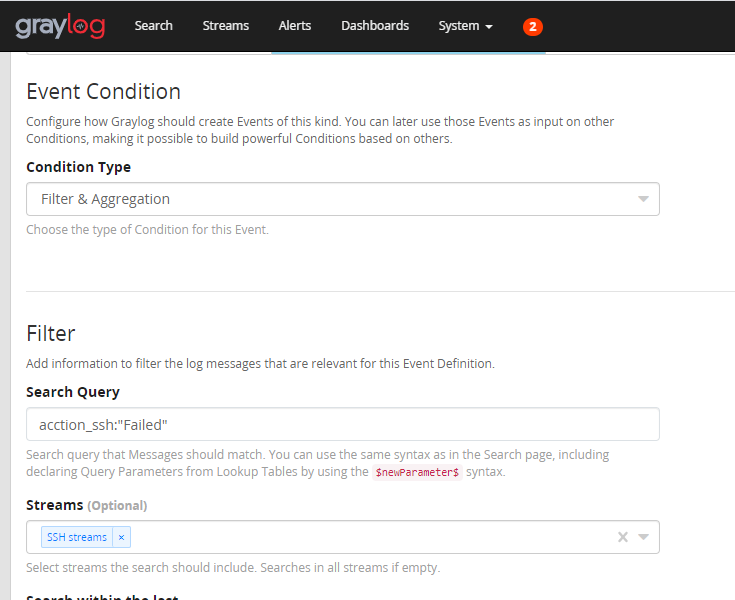 graylog Search Streams Alerts Dashboards System 2
Event Condition
Configure how Graylog should create Events of this kind. You can later use those Events as input on other
Conditions, making it possible to build powerful Conditions based on others.
Condition Type
Filter & Aggregation
Choose the type of Condition for this Event.
Filter
Add information to filter the log messages that are relevant for this Event Definition.
Search Query
acction_ssh:"Failed"
Search query that Messages should match. You can use the same syntax as in the Search page, including
declaring Query Parameters from Lookup Tables by using the $newParameter$ syntax.
Streams (Optional)
SSH streams ×
Select streams the search should include. Searches in all streams if empty.
Search within the last